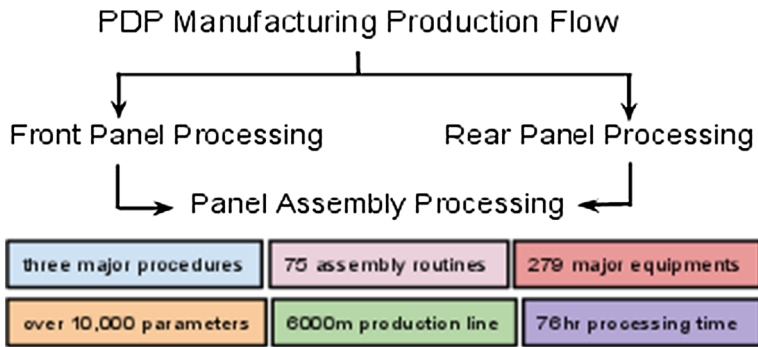 PDP Manufacturing Production Flow
Front Panel Processing
Rear Panel Processing
Panel Assembly Processing
three major procedures
75 assembly routines
279 major equipments
over 10,000 parameters
6000m production line
76hr processing time